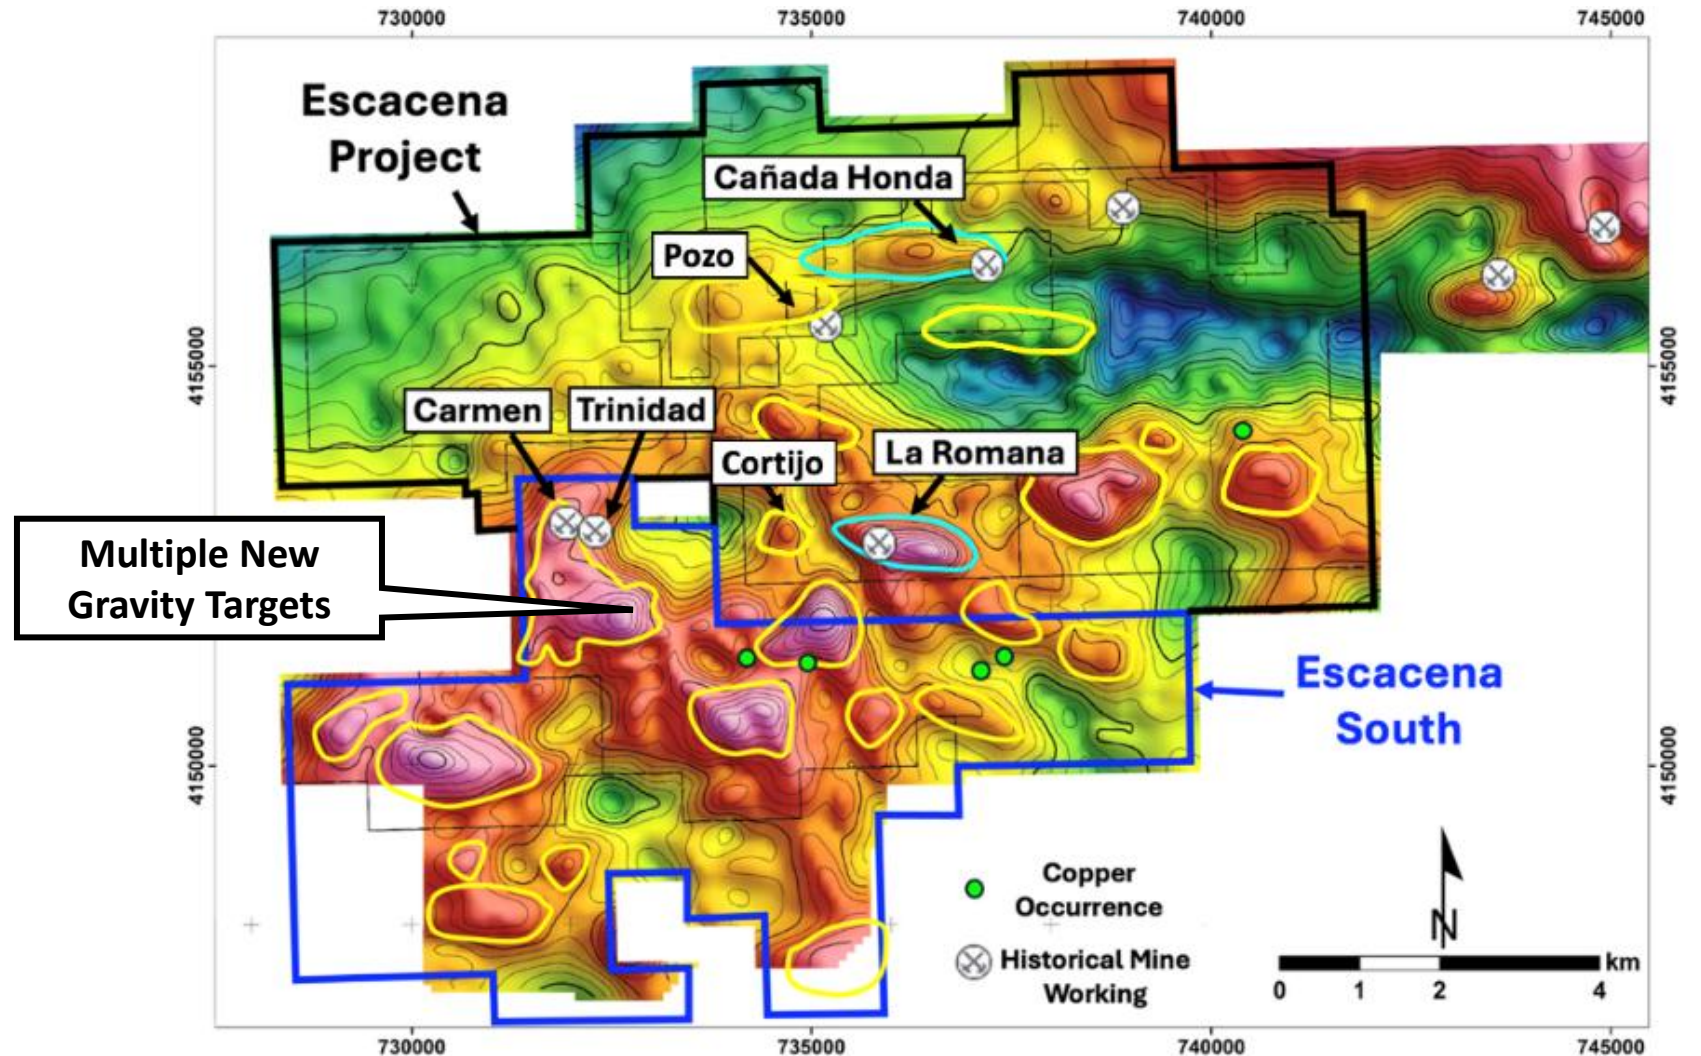 730000
735000
740000
745000
Escacena
Project
Cañada Honda
Pozo
4155000
4155000
Carmen
Trinidad
Cortijo
La Romana
Multiple New
Gravity Targets
Escacena
South
4150000
4150000
Copper
Occurrence
N
Historical Mine
Working
km
0
1
2
4
730000
735000
740000
745000